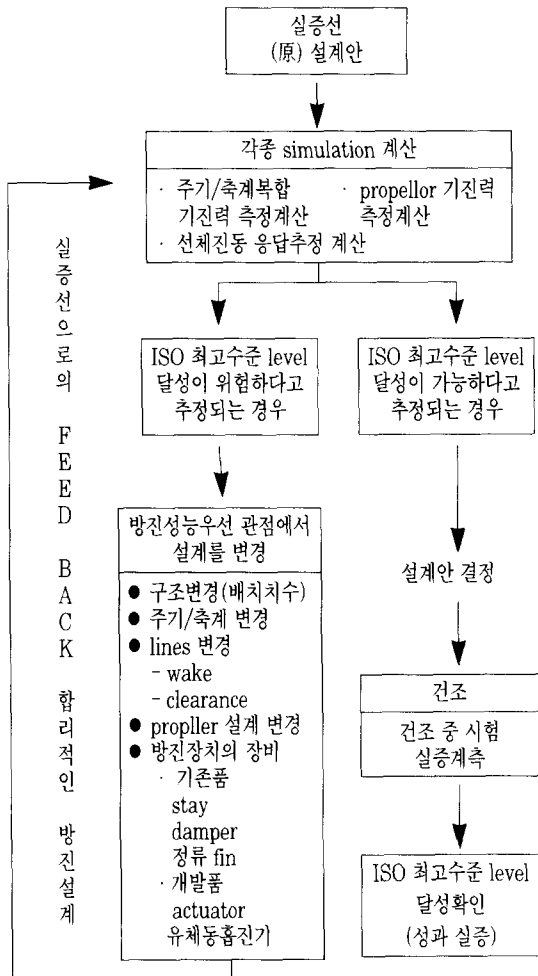 실증선
(原) 설계안
각종 simulation 계산
· 주기/축계복합
기진력 측정계산
· propellor 기진력
측정계산
· 선체진동 응답추정 계산
실증선으로의 FEED BACK 합리적인 방진설계
ISO 최고수준 level
달성이 위험하다고
추정되는 경우
ISO 최고수준 level
달성이 가능하다고
추정되는 경우
방진성능우선 관점에서
설계를 변경
● 구조변경(배치치수)
● 주기/축계 변경
● lines 변경
- wake
- clearance
● propller 설계 변경
● 방진장치의 장비
· 기존품
stay
damper
정류 fin
· 개발품
actuator
유체동흡진기
설계안 결정
건조
건조 중 시험
실증계측
ISO 최고수준 level
달성확인
(성과 실증)